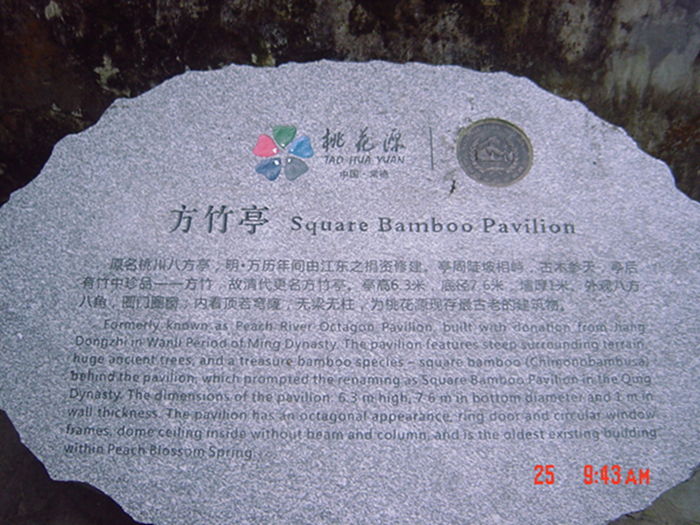 桃花源
TAO HUA YUAN
中国·常德
方竹亭 Square Bamboo Pavilion
原名桃川八方亭，明·万历年间由江东之捐资修建。亭周陡坡相峙，古木参天，亭后
有竹中珍品——方竹，故清代更名方竹亭。亭高6.3米，底径7.6米，墙厚1米，外观八方
八角，圈门圈窗，内看顶若穹窿，无梁无柱，为桃花源现存最古老的建筑物。
Formerly known as Peach River Octagon Pavilion, built with donation from Jiang
Dongzhi in Wanli Period of Ming Dynasty. The pavilion features steep surrounding terrain,
huge ancient trees, and a treasure bamboo species – square bamboo (Chimonobambusa)
behind the pavilion, which prompted the renaming as Square Bamboo Pavilion in the Qing
Dynasty. The dimensions of the pavilion: 6.3 m high, 7.6 m in bottom diameter and 1 m in
wall thickness. The pavilion has an octagonal appearance, ring door and circular window
frames, dome ceiling inside without beam and column, and is the oldest existing building
within Peach Blossom Spring.
25 9:43 AM